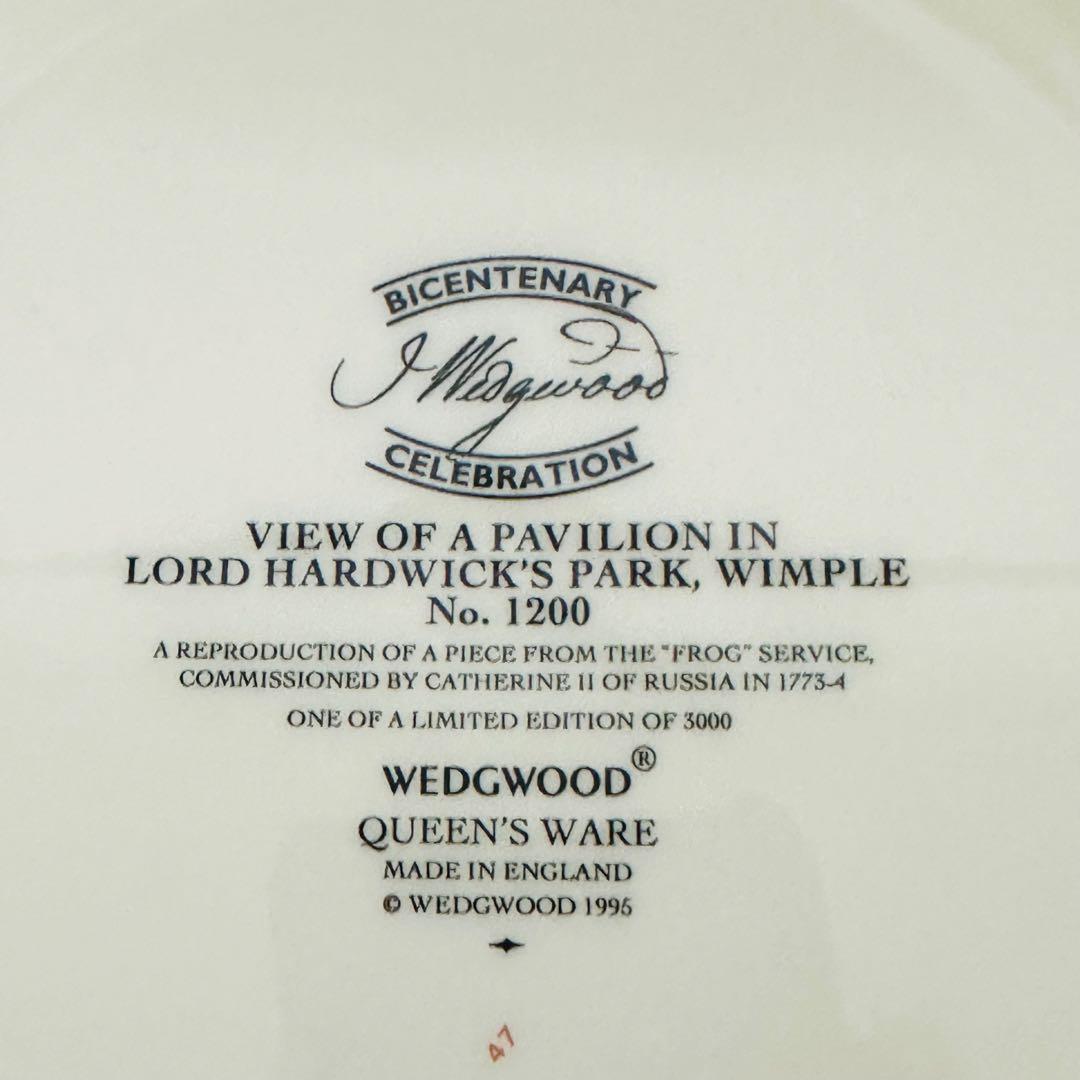 BICENTENARY
J Wedgwood
CELEBRATION
VIEW OF A PAVILION IN
LORD HARDWICK'S PARK, WIMPLE
No. 1200
A REPRODUCTION OF A PIECE FROM THE "FROG" SERVICE,
COMMISSIONED BY CATHERINE II OF RUSSIA IN 1773-4
ONE OF A LIMITED EDITION OF 3000
WEDGWOOD®
QUEEN'S WARE
MADE IN ENGLAND
© WEDGWOOD 1996
47